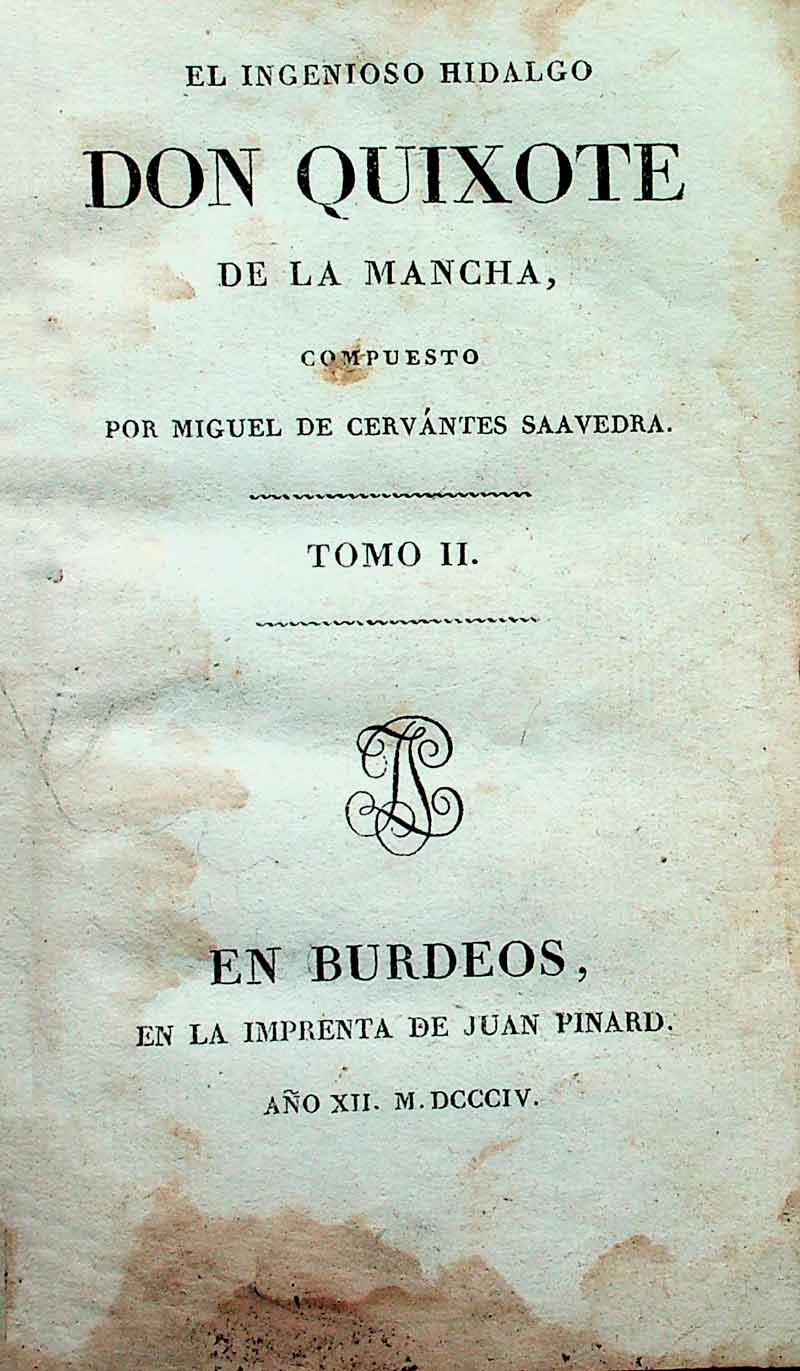 EL INGENIOSO HIDALGO
DON QUIXOTE
DE LA MANCHA,
COMPUESTO
POR MIGUEL DE CERVÁNTES SAAVEDRA.
TOMO II.
EN BURDEOS,
EN LA IMPRENTA DE JUAN PINARD.
AÑO XII. M.DCCCIV.